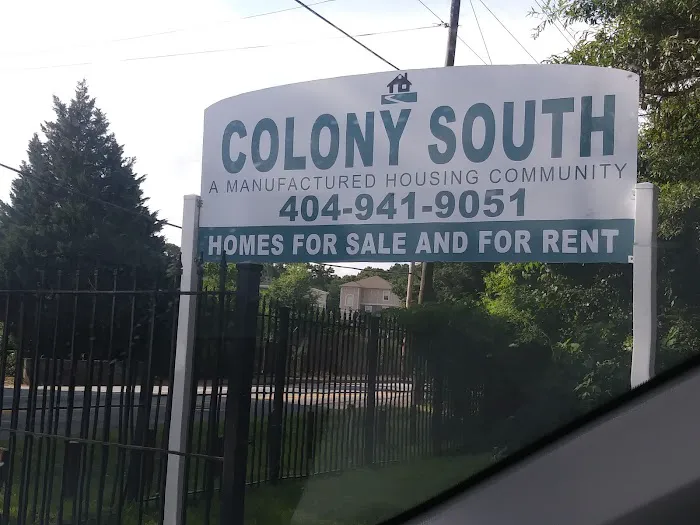 COLONY SOUTH
A MANUFACTURED HOUSING COMMUNITY
404-941-9051
HOMES FOR SALE AND FOR RENT